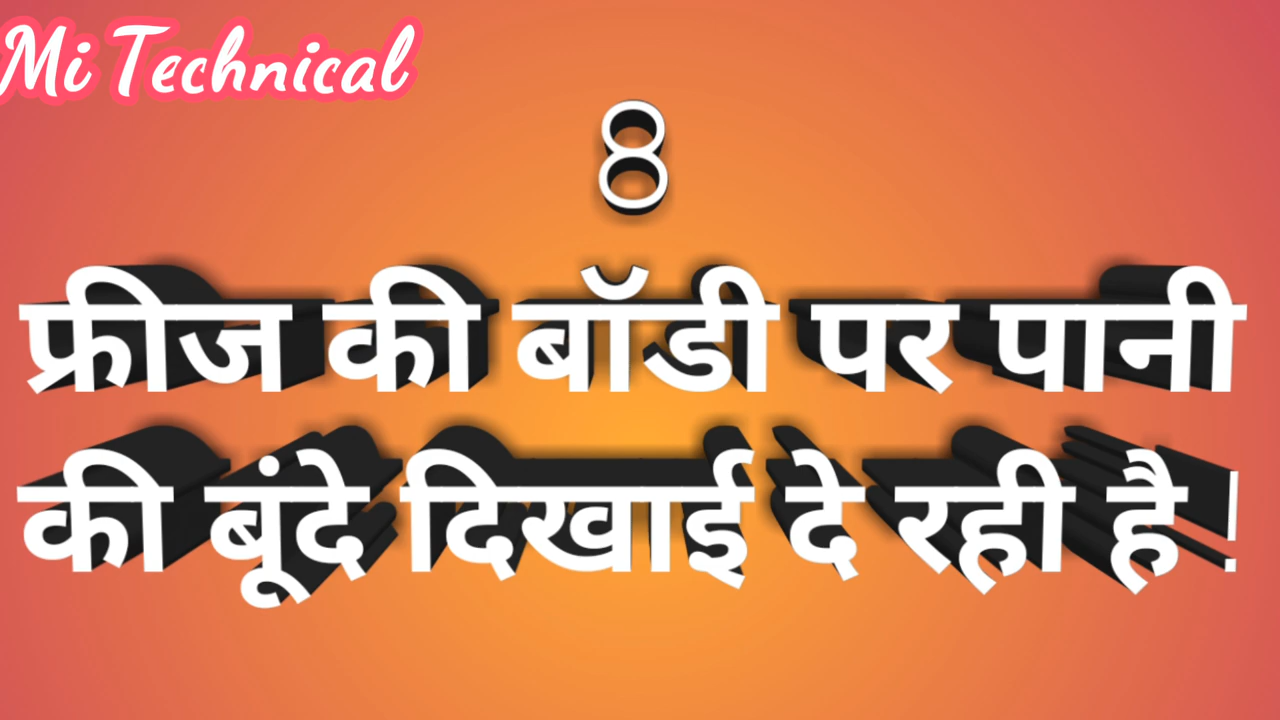 Mi Technical
8
फ्रीज की बॉडी पर पानी
की बूंदे दिखाई दे रही है !